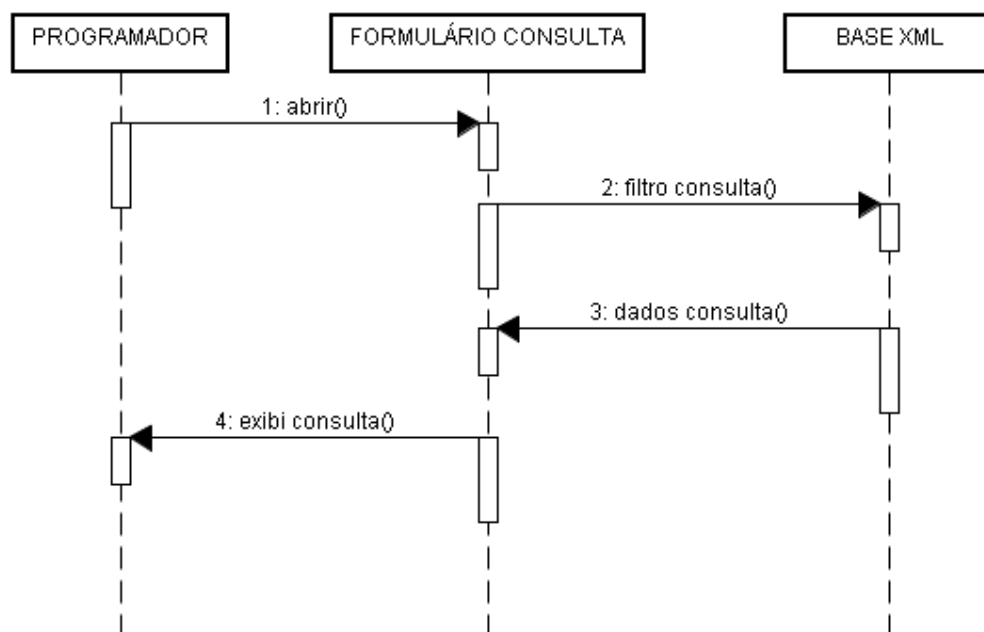 PROGRAMADOR
FORMULÁRIO CONSULTA
BASE XML
1: abrir()
2: filtro consulta()
3: dados consulta()
4: exibi consulta()